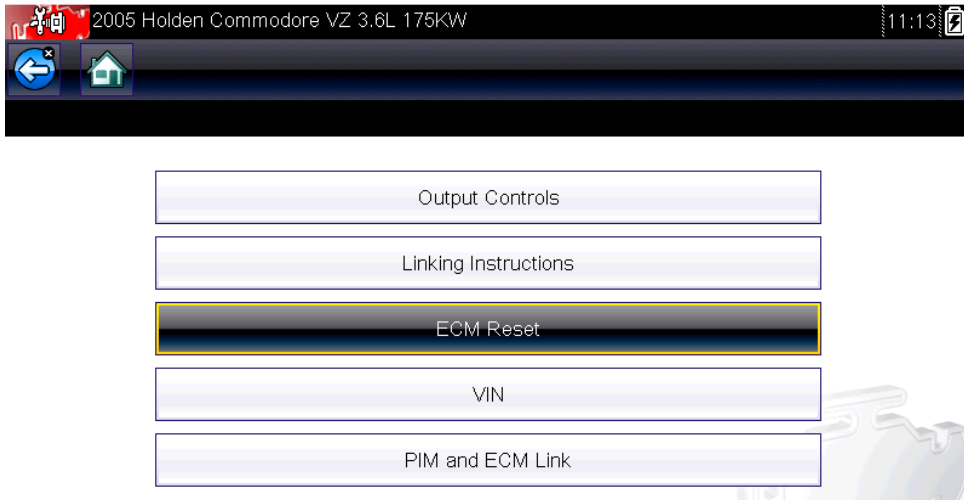 2005 Holden Commodore VZ 3.6L 175KW
11:13
Output Controls
Linking Instructions
ECM Reset
VIN
PIM and ECM Link